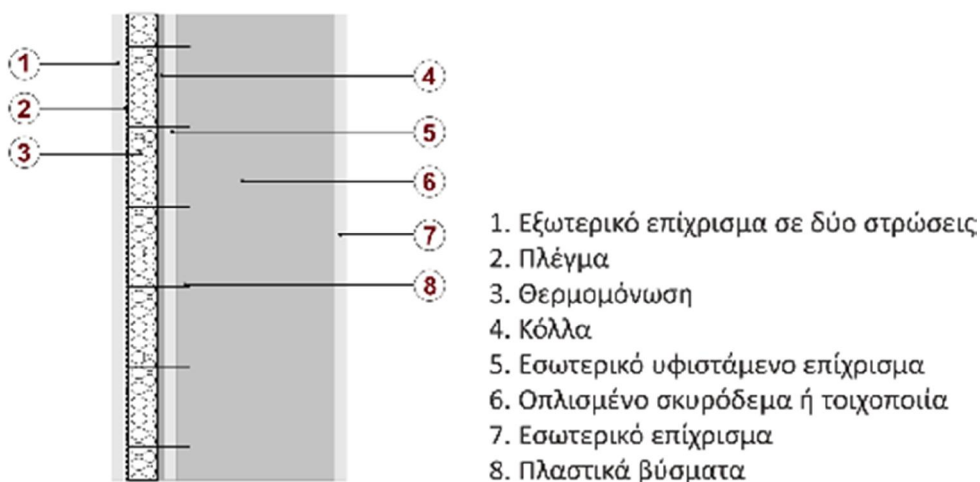 1
2
3
4
5
6
7
8
1. Εξωτερικό επίχρισμα σε δύο στρώσεις
2. Πλέγμα
3. Θερμομόνωση
4. Κόλλα
5. Εσωτερικό υφιστάμενο επίχρισμα
6. Οπλισμένο σκυρόδεμα ή τοιχοποιία
7. Εσωτερικό επίχρισμα
8. Πλαστικά βύσματα